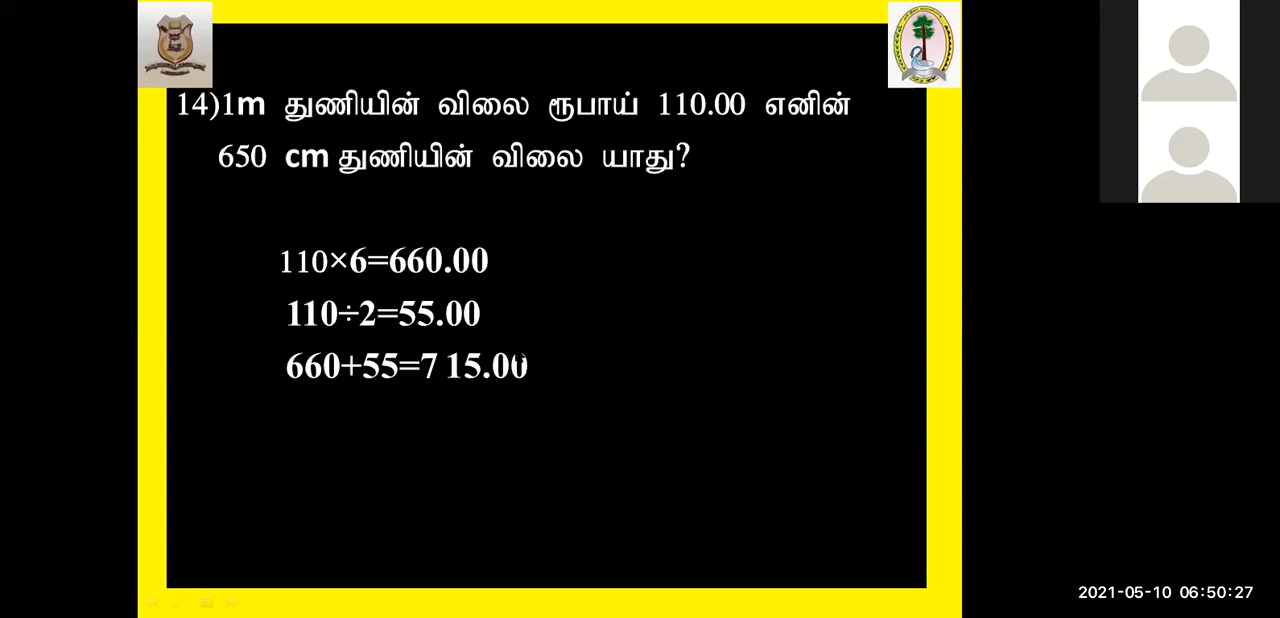 14)1m துணியின் விலை ரூபாய் 110.00 எனின்
650 cm துணியின் விலை யாது?
110×6=660.00
110÷2=55.00
660+55=7 15.00
2021-05-10 06:50:27